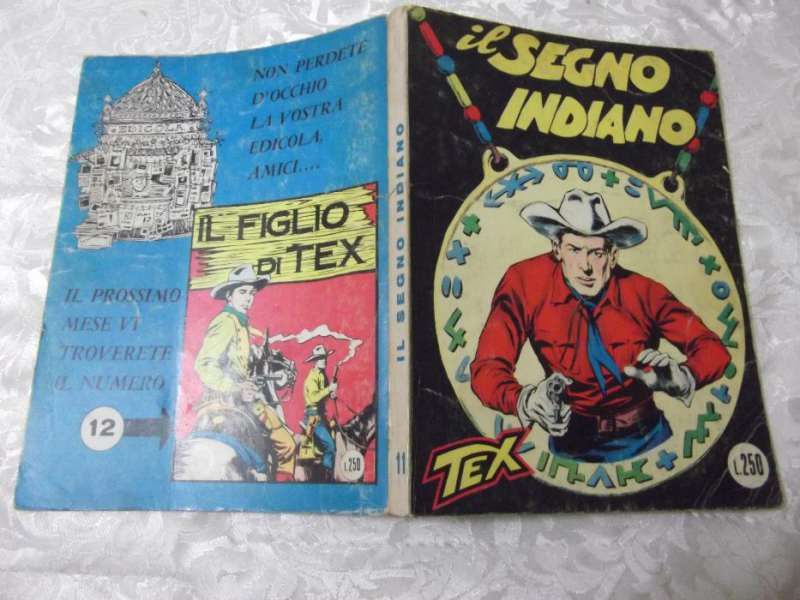 NON PERDETE
D'OCCHIO
LA VOSTRA
EDICOLA,
AMICI....
EDICOLA
IL FIGLIO
DI TEX
IL PROSSIMO
MESE VI
TROVERETE
IL NUMERO
12
L.250
IL SEGNO INDIANO
11
il SEGNO
INDIANO
TEX
L.250